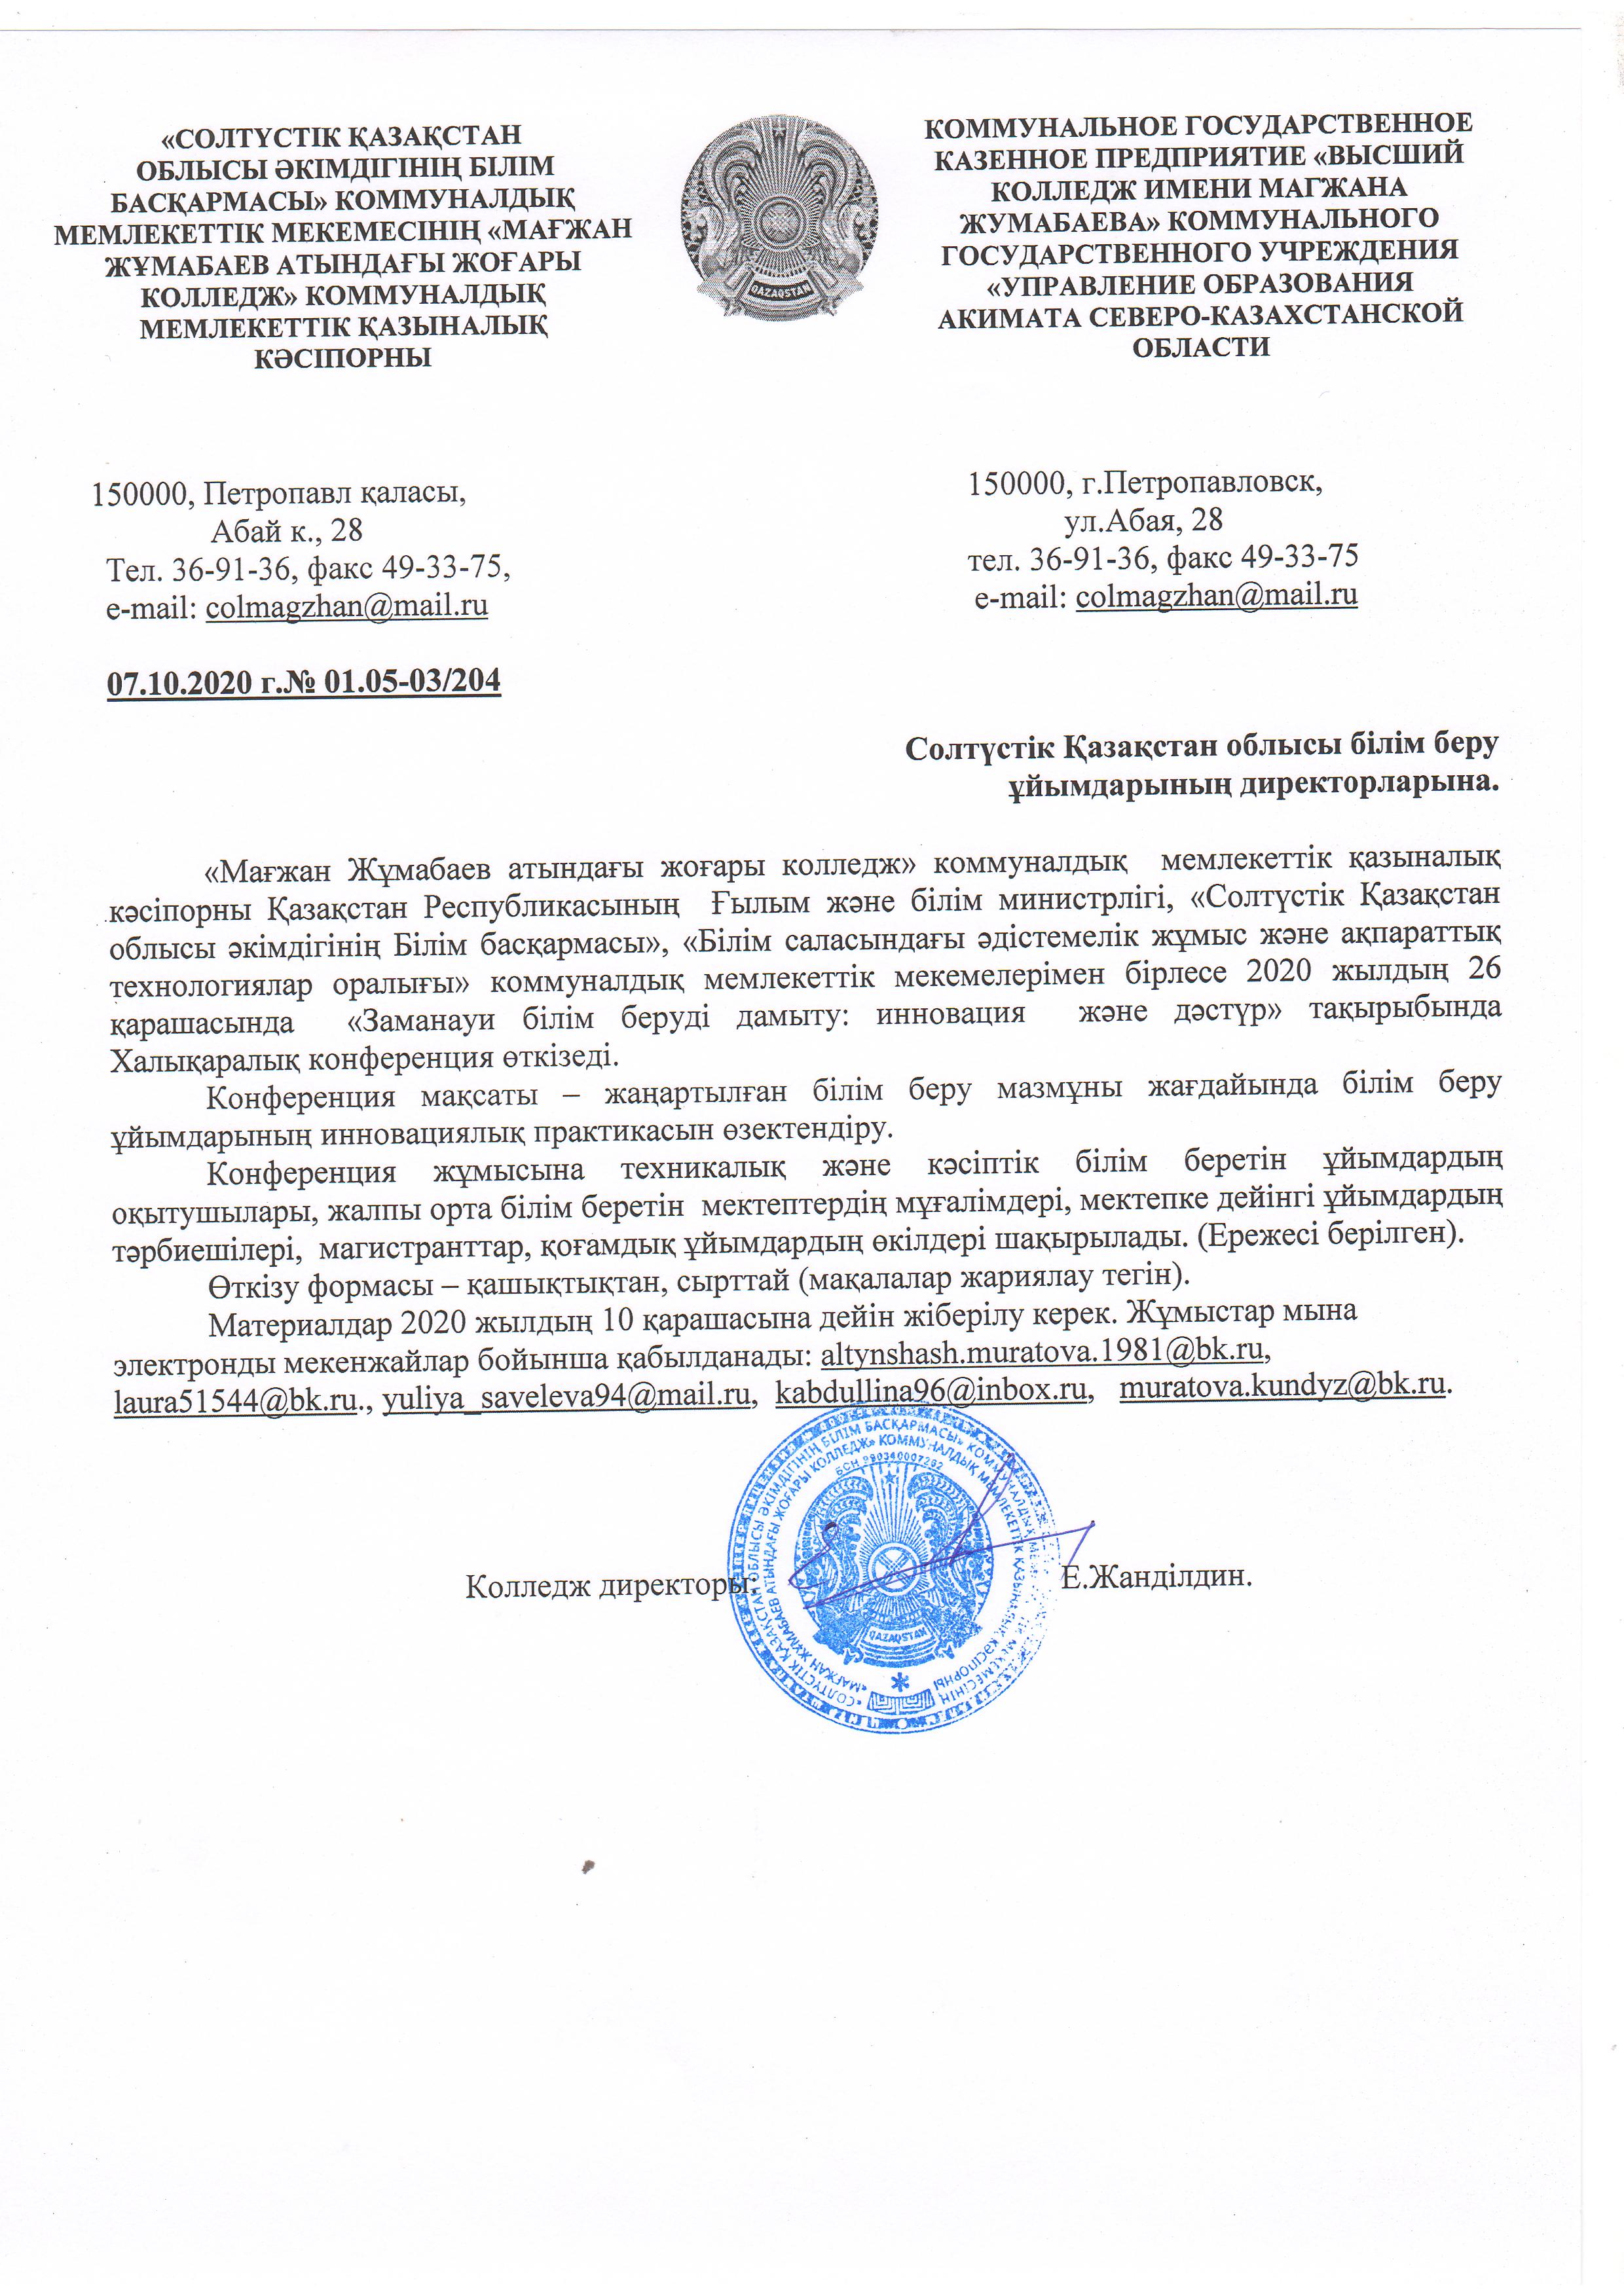 «СОЛТҮСТІК ҚАЗАҚСТАН
ОБЛЫСЫ ӘКІМДІГІНІҢ БІЛІМ
БАСҚАРМАСЫ» КОММУНАЛДЫҚ
МЕМЛЕКЕТТІК МЕКЕМЕСІНІҢ «МАҒЖАН
ЖҰМАБАЕВ АТЫНДАҒЫ ЖОҒАРЫ
КОЛЛЕДЖ» КОММУНАЛДЫҚ
МЕМЛЕКЕТТІК ҚАЗЫНАЛЫҚ
КӘСІПОРНЫ
QAZAQSTAN
КОММУНАЛЬНОЕ ГОСУДАРСТВЕННОЕ
КАЗЕННОЕ ПРЕДПРИЯТИЕ «ВЫСШИЙ
КОЛЛЕДЖ ИМЕНИ МАГЖАНА
ЖУМАБАЕВА» КОММУНАЛЬНОГО
ГОСУДАРСТВЕННОГО УЧРЕЖДЕНИЯ
«УПРАВЛЕНИЕ ОБРАЗОВАНИЯ
АКИМАТА СЕВЕРО-КАЗАХСТАНСКОЙ
ОБЛАСТИ
150000, Петропавл қаласы,
Абай к., 28
Тел. 36-91-36, факс 49-33-75,
e-mail: colmagzhan@mail.ru
150000, г.Петропавловск,
ул.Абая, 28
тел. 36-91-36, факс 49-33-75
e-mail: colmagzhan@mail.ru
07.10.2020 г.№ 01.05-03/204
Солтүстік Қазақстан облысы білім беру
ұйымдарының директорларына.
«Мағжан Жұмабаев атындағы жоғары колледж» коммуналдық мемлекеттік қазыналық
кәсіпорны Қазақстан Республикасының Ғылым және білім министрлігі, «Солтүстік Қазақстан
облысы әкімдігінің Білім басқармасы», «Білім саласындағы әдістемелік жұмыс және ақпараттық
технологиялар оралығы» коммуналдық мемлекеттік мекемелерімен бірлесе 2020 жылдың 26
қарашасында «Заманауи білім беруді дамыту: инновация және дәстүр» тақырыбында
Халықаралық конференция өткізеді.
Конференция мақсаты – жаңартылған білім беру мазмұны жағдайында білім беру
ұйымдарының инновациялық практикасын өзектендіру.
Конференция жұмысына техникалық және кәсіптік білім беретін ұйымдардың
оқытушылары, жалпы орта білім беретін мектептердің мұғалімдері, мектепке дейінгі ұйымдардың
тәрбиешілері, магистранттар, қоғамдық ұйымдардың өкілдері шақырылады. (Ережесі берілген).
Өткізу формасы – қашықтықтан, сырттай (мақалалар жариялау тегін).
Материалдар 2020 жылдың 10 қарашасына дейін жіберілу керек. Жұмыстар мына
электронды мекенжайлар бойынша қабылданады: altynshash.muratova.1981@bk.ru,
laura51544@bk.ru., yuliya_saveleva94@mail.ru, kabdullina96@inbox.ru, muratova.kundyz@bk.ru.
Колледж директоры:
Е.Жанділдин.
«СОЛТҮСТІК ҚАЗАҚСТАН ОБЛЫСЫ ӘКІМДІГІНІҢ БІЛІМ БАСҚАРМАСЫ» КОММУНАЛДЫҚ МЕКЕМЕСІНІҢ
«МАҒЖАН ЖҰМАБАЕВ АТЫНДАҒЫ ЖОҒАРЫ КОЛЛЕДЖ» КОММУНАЛДЫҚ МЕМЛЕКЕТТІК ҚАЗЫНАЛЫҚ КӘСІПОРНЫ
QAZAQSTAN